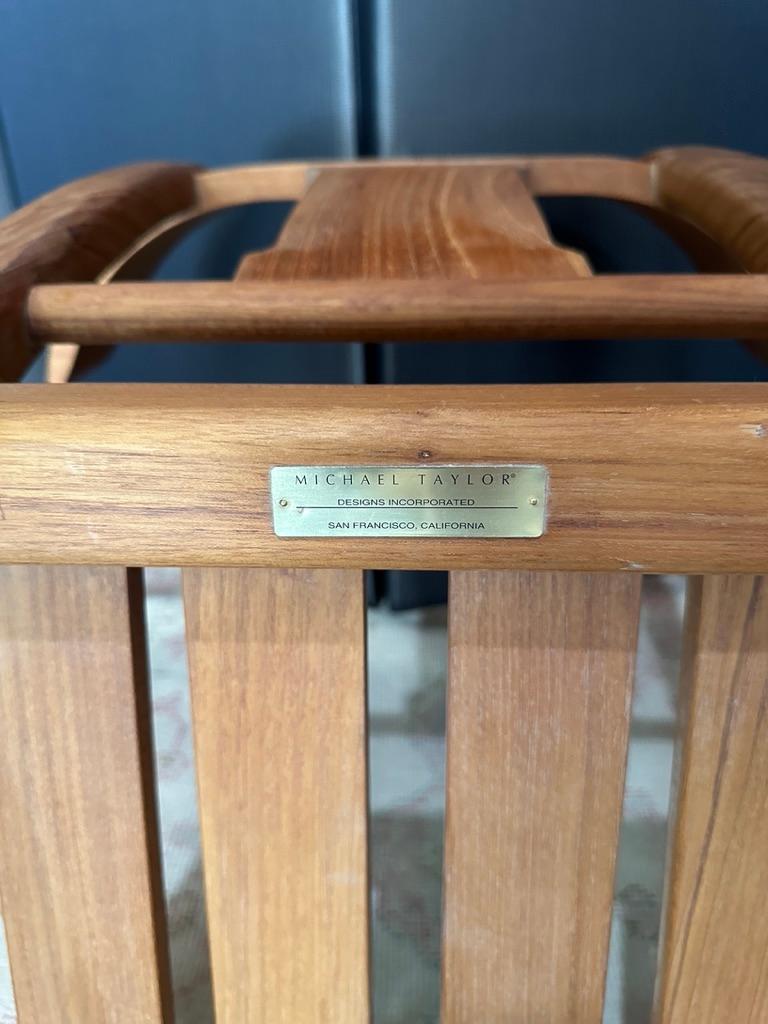 MICHAEL TAYLOR®
DESIGNS INCORPORATED
SAN FRANCISCO, CALIFORNIA